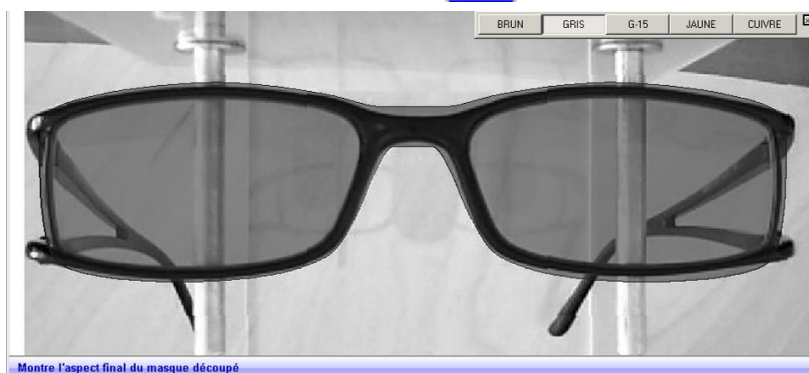 BRUN GRIS G-15 JAUNE CUIVRE
Montre l'aspect final du masque découpé